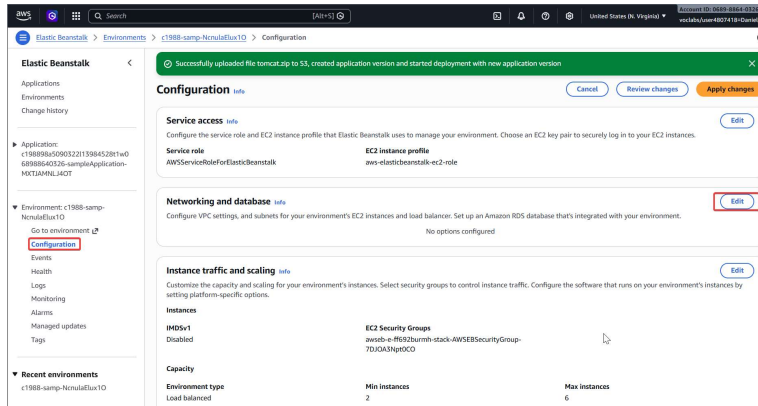 aws
Search
[Alt+S]
United States (N. Virginia)
Account ID: 0689-8864-0326
voclabs/user4807418=Daniel
Elastic Beanstalk > Environments > c1988-samp-NcnulaElux1O > Configuration
Elastic Beanstalk
Applications
Environments
Change history
Application:
c198898a5090322l13984528t1w0
68988640326-sampleApplication-
MXTJAMNLJ4OT
Environment: c1988-samp-
NcnulaElux1O
Go to environment
Configuration
Events
Health
Logs
Monitoring
Alarms
Managed updates
Tags
Recent environments
c1988-samp-NcnulaElux1O
Successfully uploaded file tomcat.zip to S3, created application version and started deployment with new application version
Configuration Info
Cancel
Review changes
Apply changes
Service access Info
Edit
Configure the service role and EC2 instance profile that Elastic Beanstalk uses to manage your environment. Choose an EC2 key pair to securely log in to your EC2 instances.
Service role
AWSServiceRoleForElasticBeanstalk
EC2 instance profile
aws-elasticbeanstalk-ec2-role
Networking and database Info
Edit
Configure VPC settings, and subnets for your environment's EC2 instances and load balancer. Set up an Amazon RDS database that's integrated with your environment.
No options configured
Instance traffic and scaling Info
Edit
Customize the capacity and scaling for your environment's instances. Select security groups to control instance traffic. Configure the software that runs on your environment's instances by
setting platform-specific options.
Instances
IMDSv1
Disabled
EC2 Security Groups
awseb-e-ff692burmh-stack-AWSEBSecurityGroup-
7DJOA3Npt0CO
Capacity
Environment type
Load balanced
Min instances
2
Max instances
6